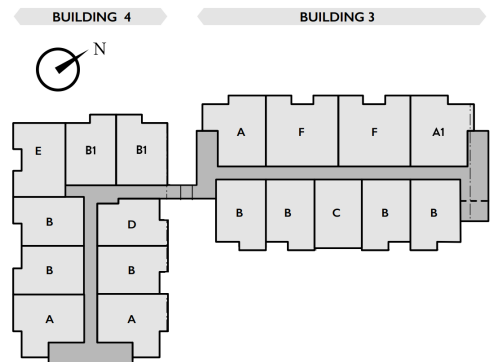 BUILDING 4 BUILDING 3
N
A F F A1
E B1 B1
B B C B B
B D
B B
A A